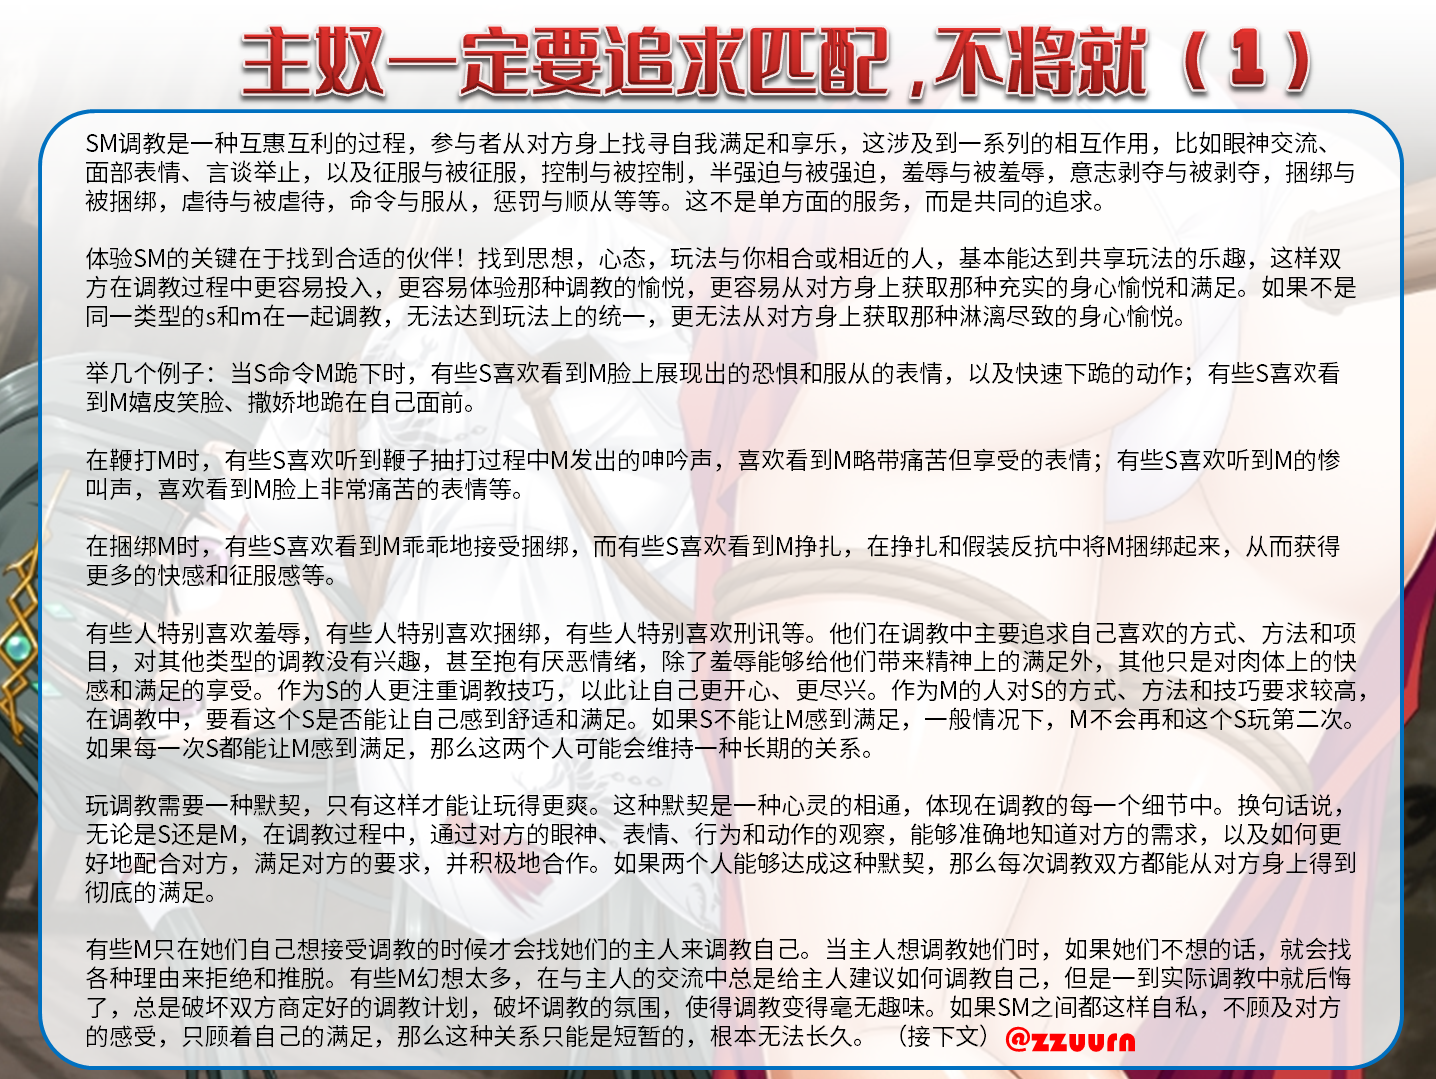 主奴一定要追求匹配,不将就（1）
SM调教是一种互惠互利的过程，参与者从对方身上找寻自我满足和享乐，这涉及到一系列的相互作用，比如眼神交流、
面部表情、言谈举止，以及征服与被征服，控制与被控制，半强迫与被强迫，羞辱与被羞辱，意志剥夺与被剥夺，捆绑与
被捆绑，虐待与被虐待，命令与服从，惩罚与顺从等等。这不是单方面的服务，而是共同的追求。
体验SM的关键在于找到合适的伙伴！找到思想，心态，玩法与你相合或相近的人，基本能达到共享玩法的乐趣，这样双
方在调教过程中更容易投入，更容易体验那种调教的愉悦，更容易从对方身上获取那种充实的身心愉悦和满足。如果不是
同一类型的s和m在一起调教，无法达到玩法上的统一，更无法从对方身上获取那种淋漓尽致的身心愉悦。
举几个例子：当S命令M跪下时，有些S喜欢看到M脸上展现出的恐惧和服从的表情，以及快速下跪的动作；有些S喜欢看
到M嬉皮笑脸、撒娇地跪在自己面前。
在鞭打M时，有些S喜欢听到鞭子抽打过程中M发出的呻吟声，喜欢看到M略带痛苦但享受的表情；有些S喜欢听到M的惨
叫声，喜欢看到M脸上非常痛苦的表情等。
在捆绑M时，有些S喜欢看到M乖乖地接受捆绑，而有些S喜欢看到M挣扎，在挣扎和假装反抗中将M捆绑起来，从而获得
更多的快感和征服感等。
有些人特别喜欢羞辱，有些人特别喜欢捆绑，有些人特别喜欢刑讯等。他们在调教中主要追求自己喜欢的方式、方法和项
目，对其他类型的调教没有兴趣，甚至抱有厌恶情绪，除了羞辱能够给他们带来精神上的满足外，其他只是对肉体上的快
感和满足的享受。作为S的人更注重调教技巧，以此让自己更开心、更尽兴。作为M的人对S的方式、方法和技巧要求较高，
在调教中，要看这个S是否能让自己感到舒适和满足。如果S不能让M感到满足，一般情况下，M不会再和这个S玩第二次。
如果每一次S都能让M感到满足，那么这两个人可能会维持一种长期的关系。
玩调教需要一种默契，只有这样才能让玩得更爽。这种默契是一种心灵的相通，体现在调教的每一个细节中。换句话说，
无论是S还是M，在调教过程中，通过对方的眼神、表情、行为和动作的观察，能够准确地知道对方的需求，以及如何更
好地配合对方，满足对方的要求，并积极地合作。如果两个人能够达成这种默契，那么每次调教双方都能从对方身上得到
彻底的满足。
有些M只在她们自己想接受调教的时候才会找她们的主人来调教自己。当主人想调教她们时，如果她们不想的话，就会找
各种理由来拒绝和推脱。有些M幻想太多，在与主人的交流中总是给主人建议如何调教自己，但是一到实际调教中就后悔
了，总是破坏双方商定好的调教计划，破坏调教的氛围，使得调教变得毫无趣味。如果SM之间都这样自私，不顾及对方
的感受，只顾着自己的满足，那么这种关系只能是短暂的，根本无法长久。 （接下文）@zzuurn